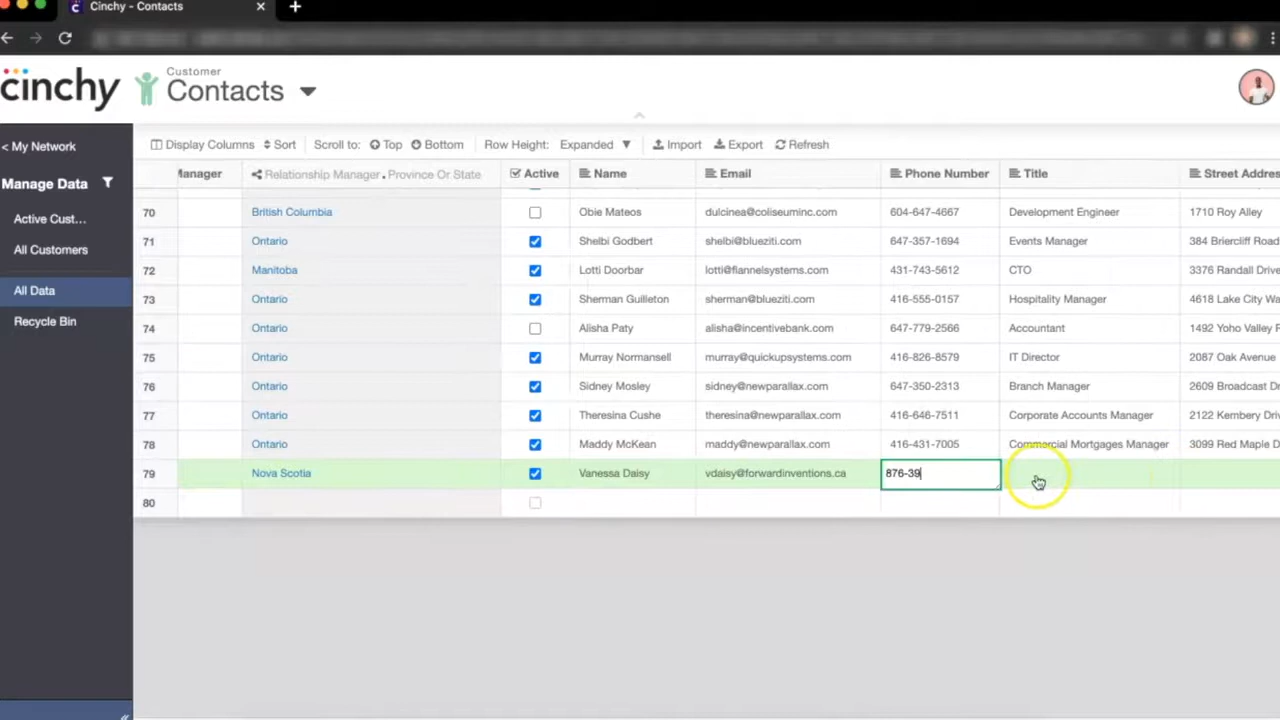 Cinchy - Contacts
cinchy
Customer
Contacts
< My Network
Manage Data
Active Cust...
All Customers
All Data
Recycle Bin
Display Columns Sort Scroll to: Top Bottom Row Height: Expanded Import Export Refresh
Manager Relationship Manager . Province Or State Active Name Email Phone Number Title Street Addres
70 British Columbia Obie Mateos dulcinea@coliseuminc.com 604-647-4667 Development Engineer 1710 Roy Alley
71 Ontario Shelbi Godbert shelbi@blueziti.com 647-357-1694 Events Manager 384 Briercliff Road
72 Manitoba Lotti Doorbar lotti@flannelsystems.com 431-743-5612 CTO 3376 Randall Drive
73 Ontario Sherman Guilleton sherman@blueziti.com 416-555-0157 Hospitality Manager 4618 Lake City Wa
74 Ontario Alisha Paty alisha@incentivebank.com 647-779-2566 Accountant 1492 Yoho Valley R
75 Ontario Murray Normansell murray@quickupsystems.com 416-826-8579 IT Director 2087 Oak Avenue
76 Ontario Sidney Mosley sidney@newparallax.com 647-350-2313 Branch Manager 2609 Broadcast D
77 Ontario Theresina Cushe theresina@newparallax.com 416-646-7511 Corporate Accounts Manager 2122 Kembery Drive
78 Ontario Maddy McKean maddy@newparallax.com 416-431-7005 Commercial Mortgages Manager 3099 Red Maple D
79 Nova Scotia Vanessa Daisy vdaisy@forwardinventions.ca 876-39
80